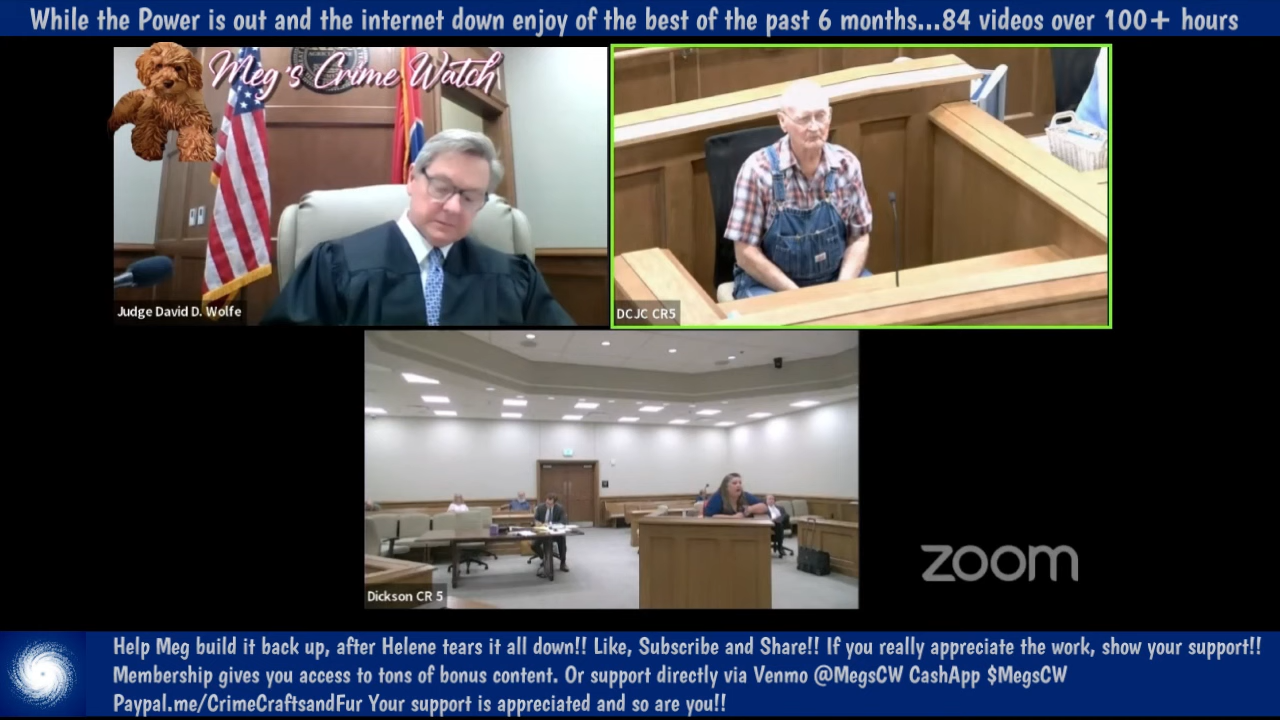 While the Power is out and the internet down enjoy of the best of the past 6 months...84 videos over 100+ hours
Meg's Crime Watch
Judge David D. Wolfe
DCJC CR5
Dickson CR 5
zoom
Help Meg build it back up, after Helene tears it all down!! Like, Subscribe and Share!! If you really appreciate the work, show your support!!
Membership gives you access to tons of bonus content. Or support directly via Venmo @MegsCW CashApp $MegsCW
Paypal.me/CrimeCraftsandFur Your support is appreciated and so are you!!